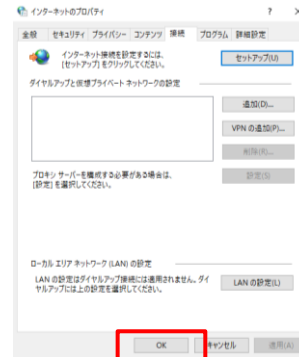 インターネットのプロパティ
? ×
全般 セキュリティ プライバシー コンテンツ 接続 プログラム 詳細設定
インターネット接続を設定するには、
[セットアップ] をクリックしてください。
セットアップ(U)
ダイヤルアップと仮想プライベート ネットワークの設定
追加(D)...
VPN の追加(P)...
削除(R)...
プロキシ サーバーを構成する必要がある場合は、
[設定] を選択してください。
設定(S)
ローカル エリア ネットワーク (LAN) の設定
LAN の設定はダイヤルアップ接続には適用されません。ダイ
ヤルアップには上の設定を選択してください。
LAN の設定(L)
OK キャンセル 適用(A)